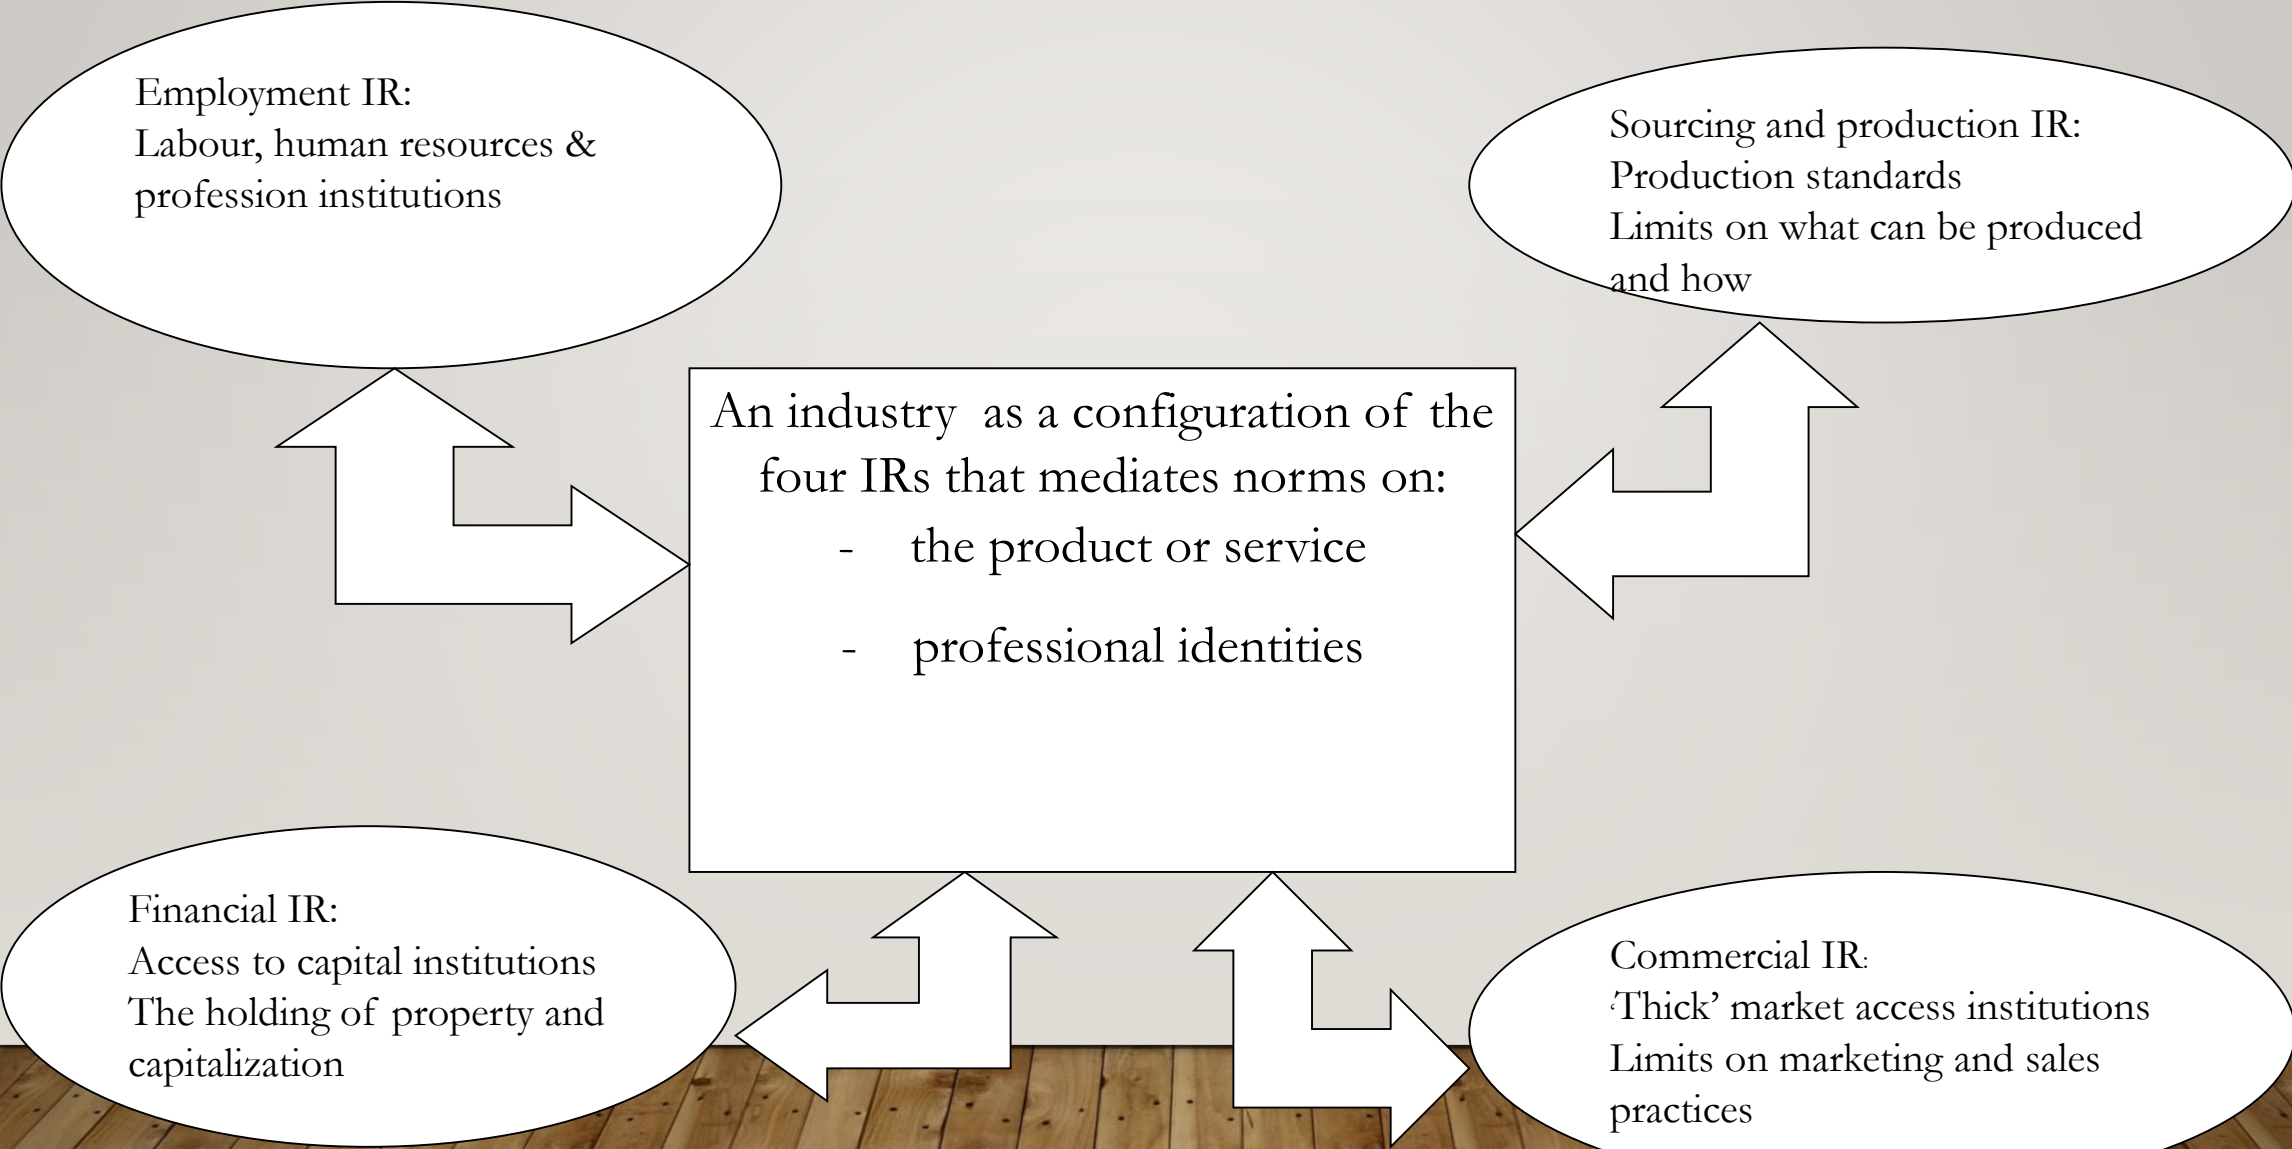 Employment IR:
Labour, human resources &
profession institutions
Sourcing and production IR:
Production standards
Limits on what can be produced
and how
An industry as a configuration of the
four IRs that mediates norms on:
- the product or service
- professional identities
Financial IR:
Access to capital institutions
The holding of property and
capitalization
Commercial IR:
‘Thick’ market access institutions
Limits on marketing and sales
practices